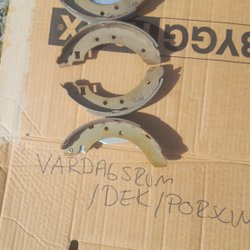 BYGG
X
VARDAGSRUM
/DEK/PORSLIN